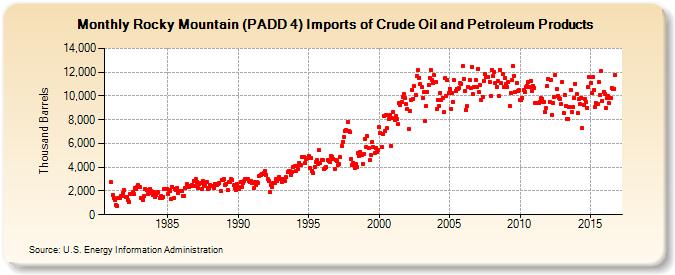 Monthly Rocky Mountain (PADD 4) Imports of Crude Oil and Petroleum Products
Thousand Barrels
14,000
12,000
10,000
8,000
6,000
4,000
2,000
0
1985 1990 1995 2000 2005 2010 2015
Source: U.S. Energy Information Administration